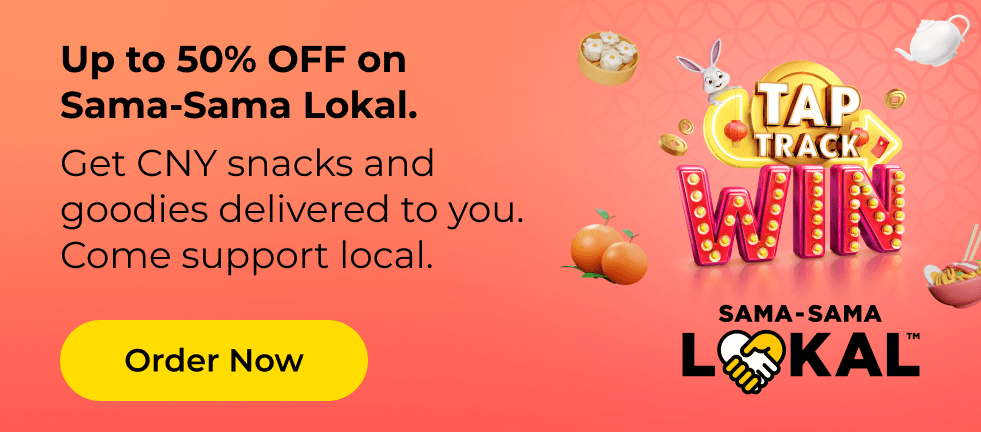 Up to 50% OFF on
Sama-Sama Lokal.
Get CNY snacks and
goodies delivered to you.
Come support local.
Order Now
TAP
TRACK
WIN
SAMA-SAMA
LOKAL™